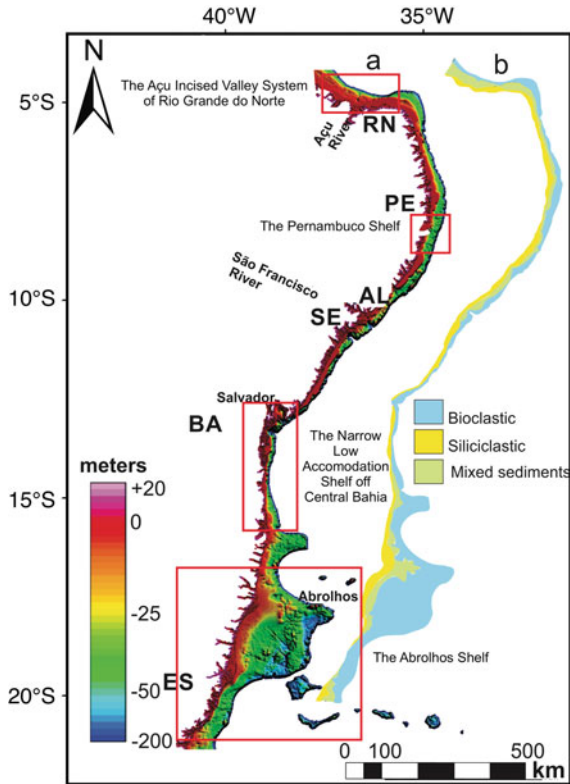 40°W
35°W
N
a
b
The Açu Incised Valley System
of Rio Grande do Norte
5°S
Açu
River
RN
PE
The Pernambuco Shelf
São Francisco
River
10°S
AL
SE
Salvador
BA
Bioclastic
Siliciclastic
Mixed sediments
The Narrow
Low
Accomodation
Shelf off
Central Bahia
meters
+20
0
-25
-50
-200
15°S
Abrolhos
The Abrolhos Shelf
ES
20°S
0 100 500
km